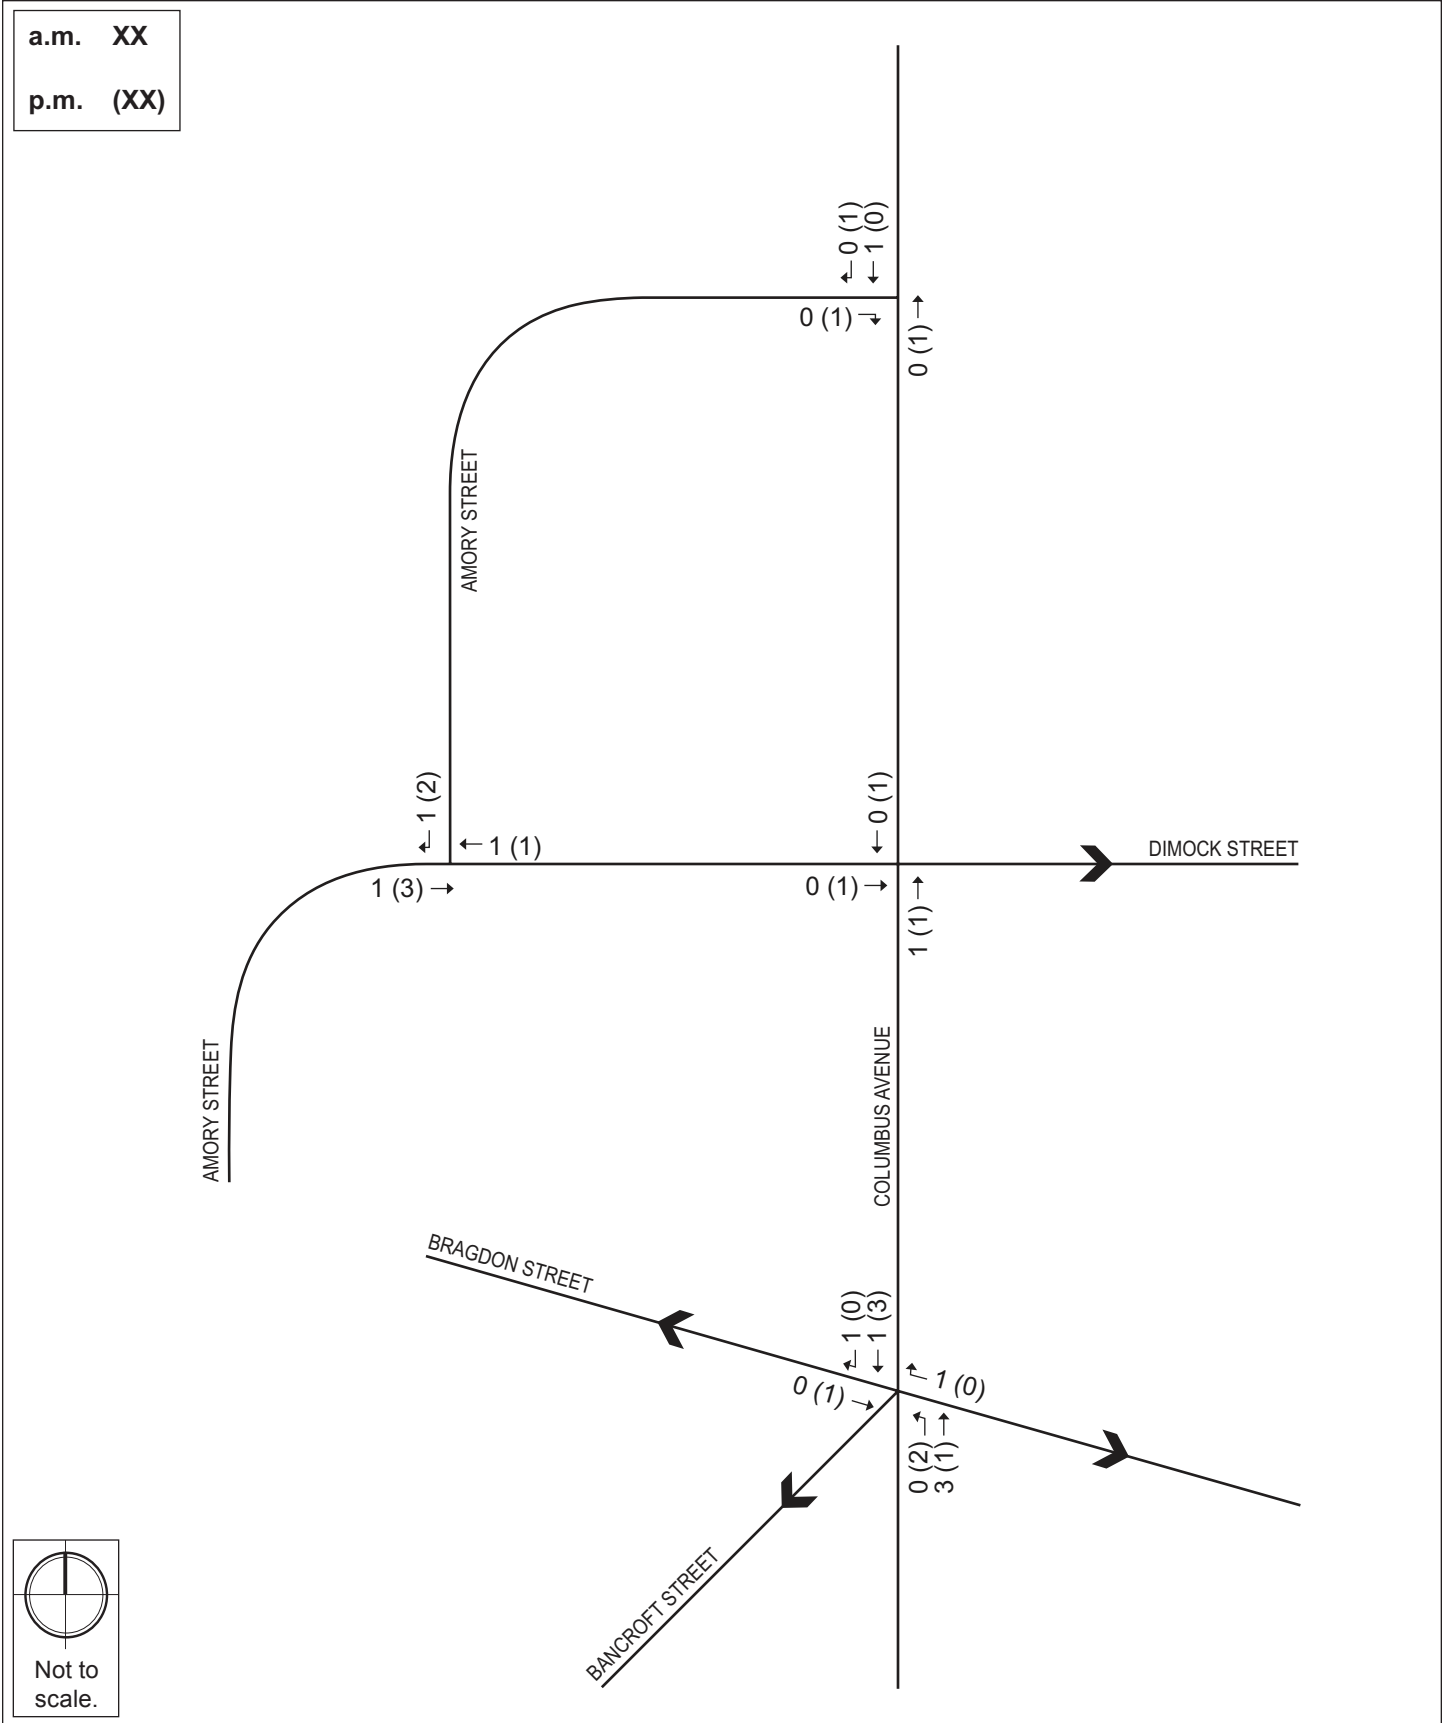 a.m. XX
p.m. (XX)
0 (1)
1 (0)
0 (1)
0 (1)
AMORY STREET
1 (2)
1 (1)
1 (3)
0 (1)
0 (1)
1 (1)
DIMOCK STREET
AMORY STREET
COLUMBUS AVENUE
BRAGDON STREET
1 (0)
1 (3)
0 (1)
1 (0)
0 (2)
3 (1)
BANCROFT STREET
Not to
scale.